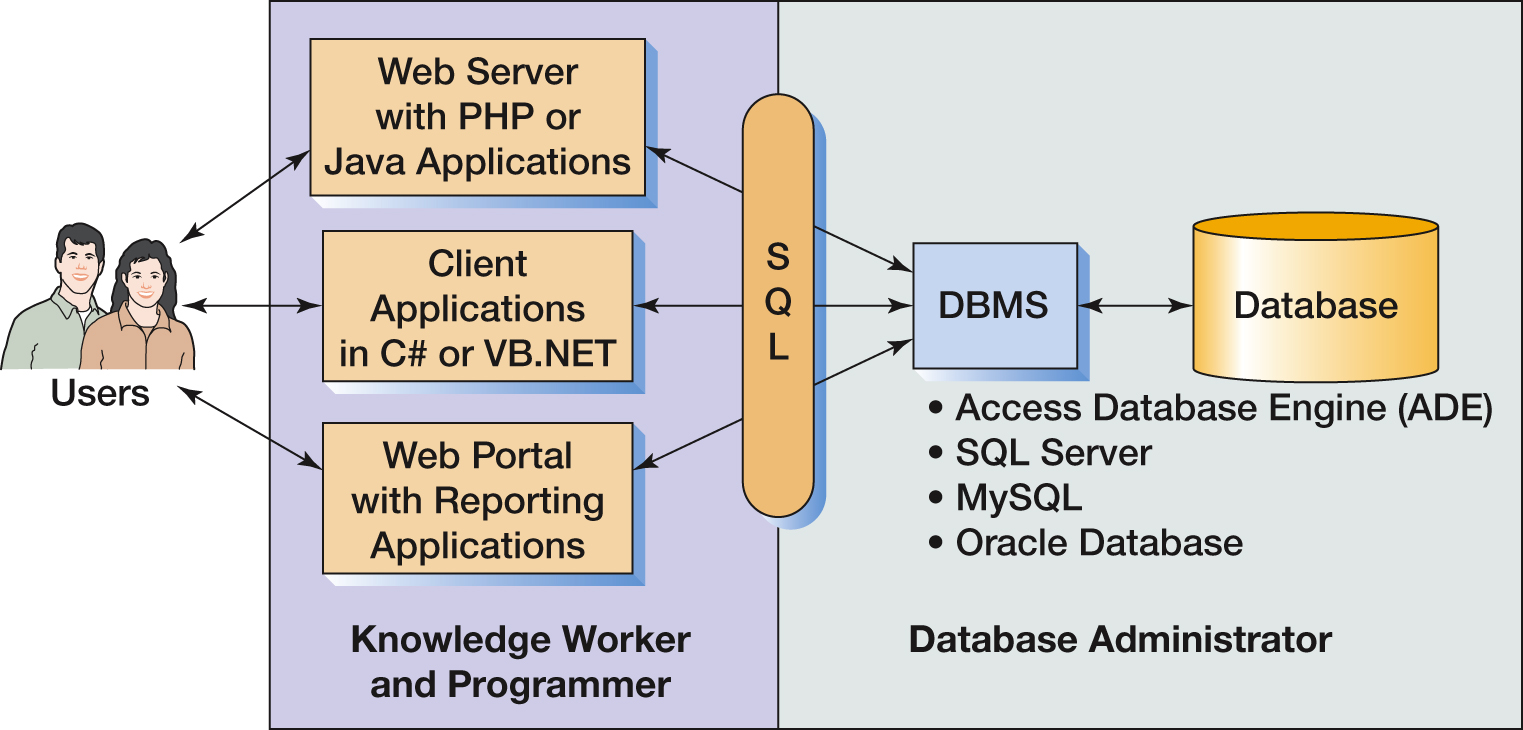 Users
Web Server
with PHP or
Java Applications
Client
Applications
in C# or VB.NET
Web Portal
with Reporting
Applications
Knowledge Worker
and Programmer
S
Q
L
DBMS
Database
• Access Database Engine (ADE)
• SQL Server
• MySQL
• Oracle Database
Database Administrator